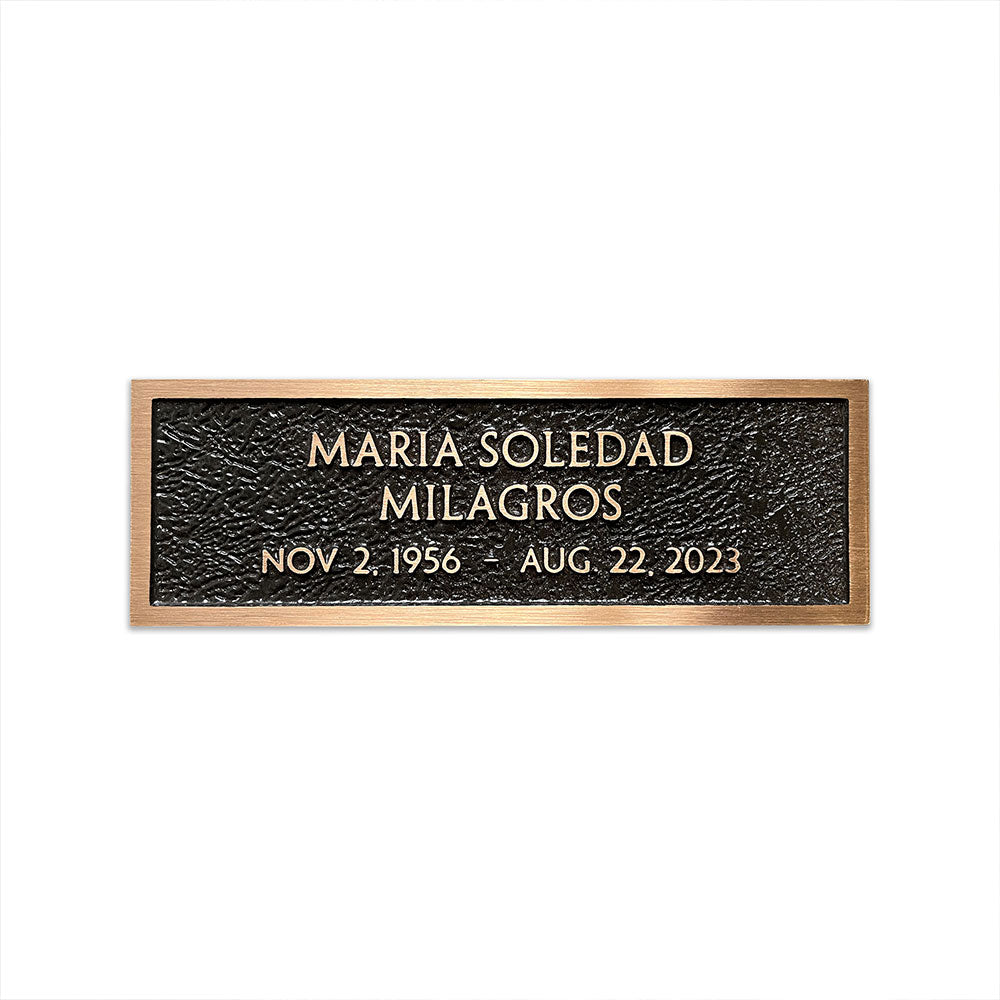 MARIA SOLEDAD
MILAGROS
NOV 2, 1956 - AUG 22, 2023